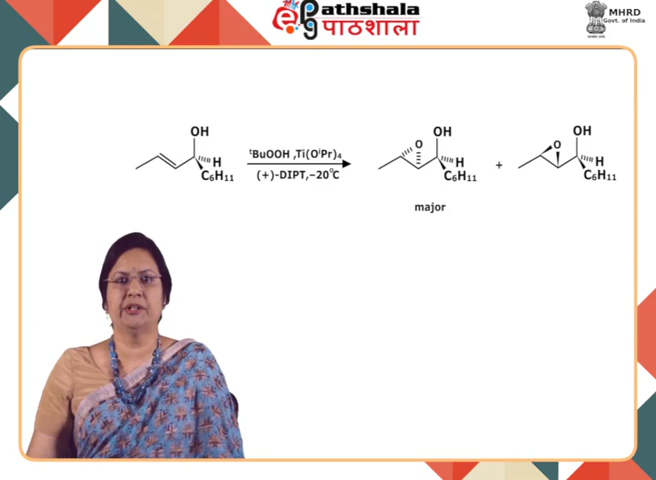 ePathshala
पाठशाला
MHRD
Govt. of India
OH
H
C₆H₁₁
ᵗBuOOH ,Ti(OⁱPr)₄
(+)-DIPT,−20°C
O
OH
H
C₆H₁₁
major
+
O
OH
H
C₆H₁₁